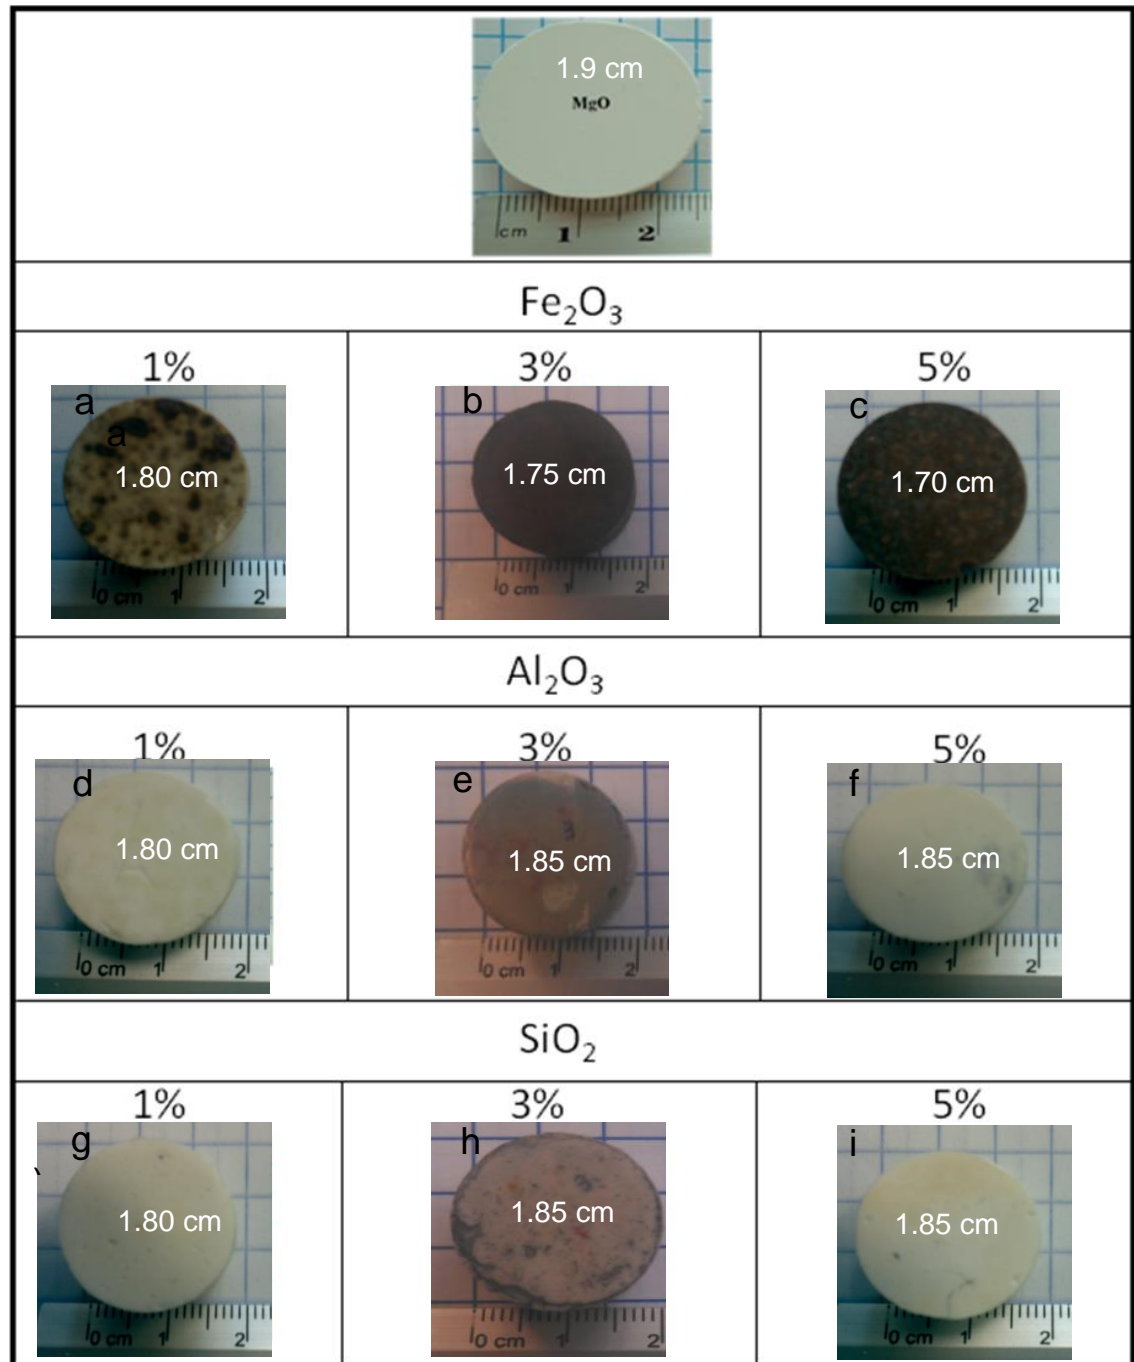 1.9 cm
MgO
cm 1 2
Fe₂O₃
1% 3% 5%
a b c
a
1.80 cm 1.75 cm 1.70 cm
0 cm 1 2 0 cm 1 2 0 cm 1 2
Al₂O₃
1% 3% 5%
d e f
1.80 cm 1.85 cm 1.85 cm
0 cm 1 2 0 cm 1 2 0 cm 1 2
SiO₂
1% 3% 5%
g h i
1.80 cm 1.85 cm 1.85 cm
0 cm 1 2 0 cm 1 2 0 cm 1 2